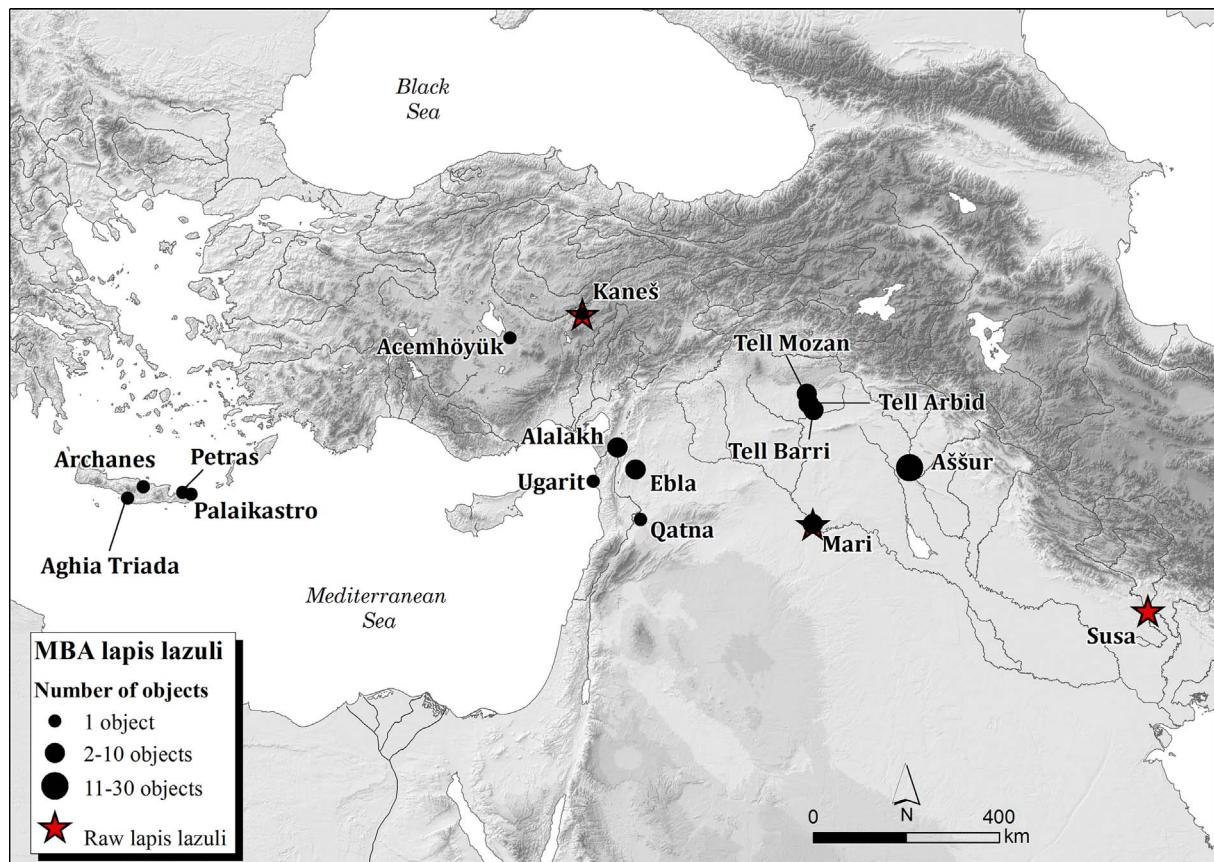 Black
Sea
Kaneš
Acemhöyük
Tell Mozan
Tell Arbid
Tell Barri
Alalakh
Aššur
Archanes
Petras
Ugarit
Ebla
Palaikastro
Qatna
Mari
Aghia Triada
Mediterranean
Sea
Susa
MBA lapis lazuli
Number of objects
1 object
2-10 objects
11-30 objects
Raw lapis lazuli
N
0 400
km